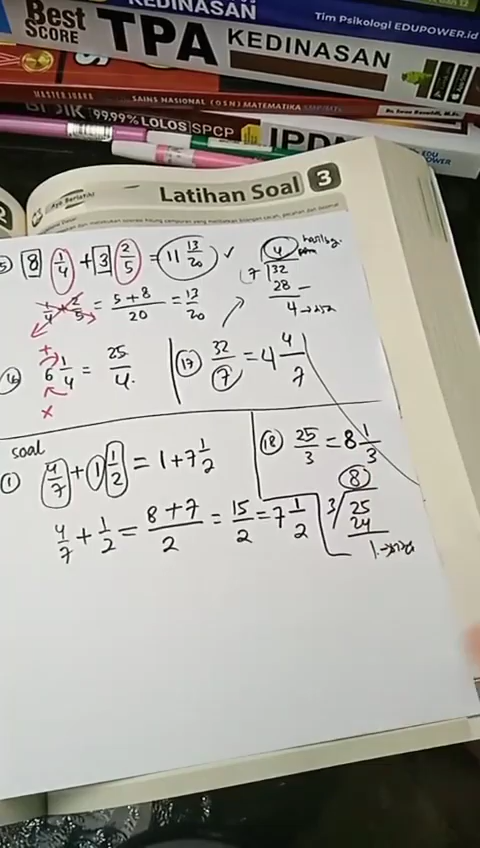 KEDINASAN
Tim Psikologi EDUPOWER.id
Best
SCORE
TPA KEDINASAN
SAINS NASIONAL (OSN) MATEMATIKA
99,99% LOLOS SPCP
IPDN
EDU
POWER
Latihan Soal 3
5) 8 1/4 + 3 2/5 = 11 13/20 ✓
1/4 2/5 = 5+8/20 = 13/20
4
7 32
28 −
4
16 6 1/4 = 25/4.
+
x
17 32/7 = 4 4/7
soal
1 4/7 + 1 1/2 = 1 + 7 1/2
4/7 + 1/2 = 8+7/2 = 15/2 = 7 1/2
18 25/3 = 8 1/3
8
3 25
24
1